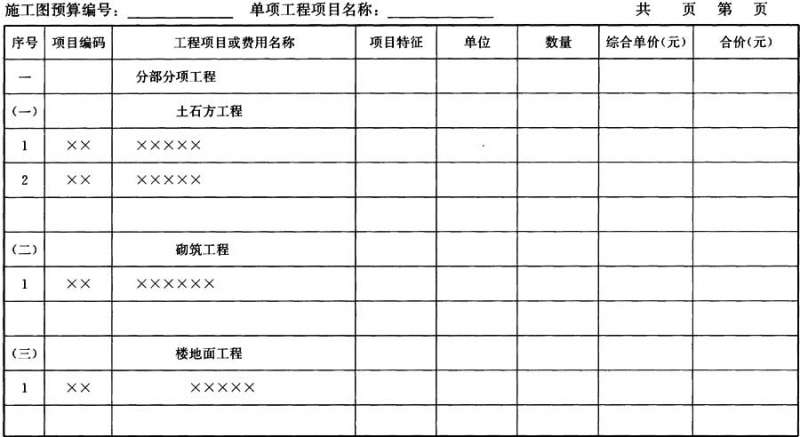 施工图预算编号： 单项工程项目名称： 共 页 第 页
序号 项目编码 工程项目或费用名称 项目特征 单位 数量 综合单价(元) 合价(元)
一 分部分项工程
(一) 土石方工程
1 ×× ×××××
2 ×× ×××××
(二) 砌筑工程
1 ×× ××××××
(三) 楼地面工程
1 ×× ×××××